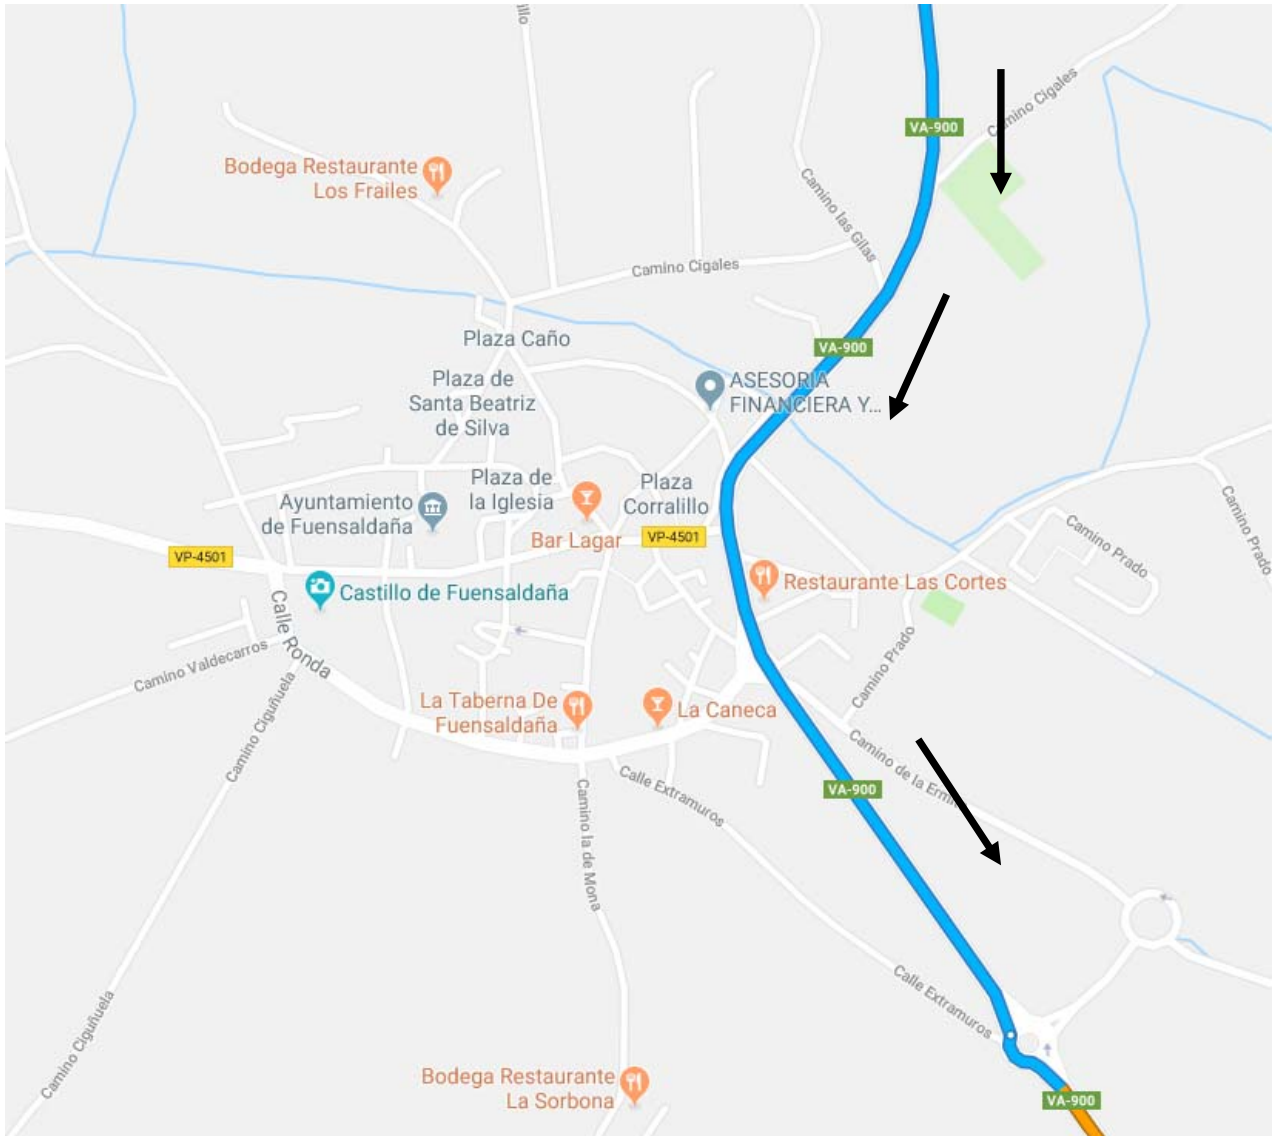 illo
VA-900
Camino Cigales
Bodega Restaurante
Los Frailes
Camino las Gilas
Camino Cigales
Plaza Caño
VA-900
Plaza de
Santa Beatriz
de Silva
ASESORIA
FINANCIERA Y...
Plaza de
la Iglesia
Plaza
Corralillo
Ayuntamiento
de Fuensaldaña
Bar Lagar
VP-4501
VP-4501
Camino Prado
Camino Prado
Restaurante Las Cortes
Castillo de Fuensaldaña
Calle Ronda
Camino Valdecarros
Camino Prado
Camino Ciguñuela
La Taberna De
Fuensaldaña
La Caneca
Camino de la Ermi
Calle Extramuros
VA-900
Camino la de Mona
Calle Extramuros
Camino Ciguñuela
Bodega Restaurante
La Sorbona
VA-900